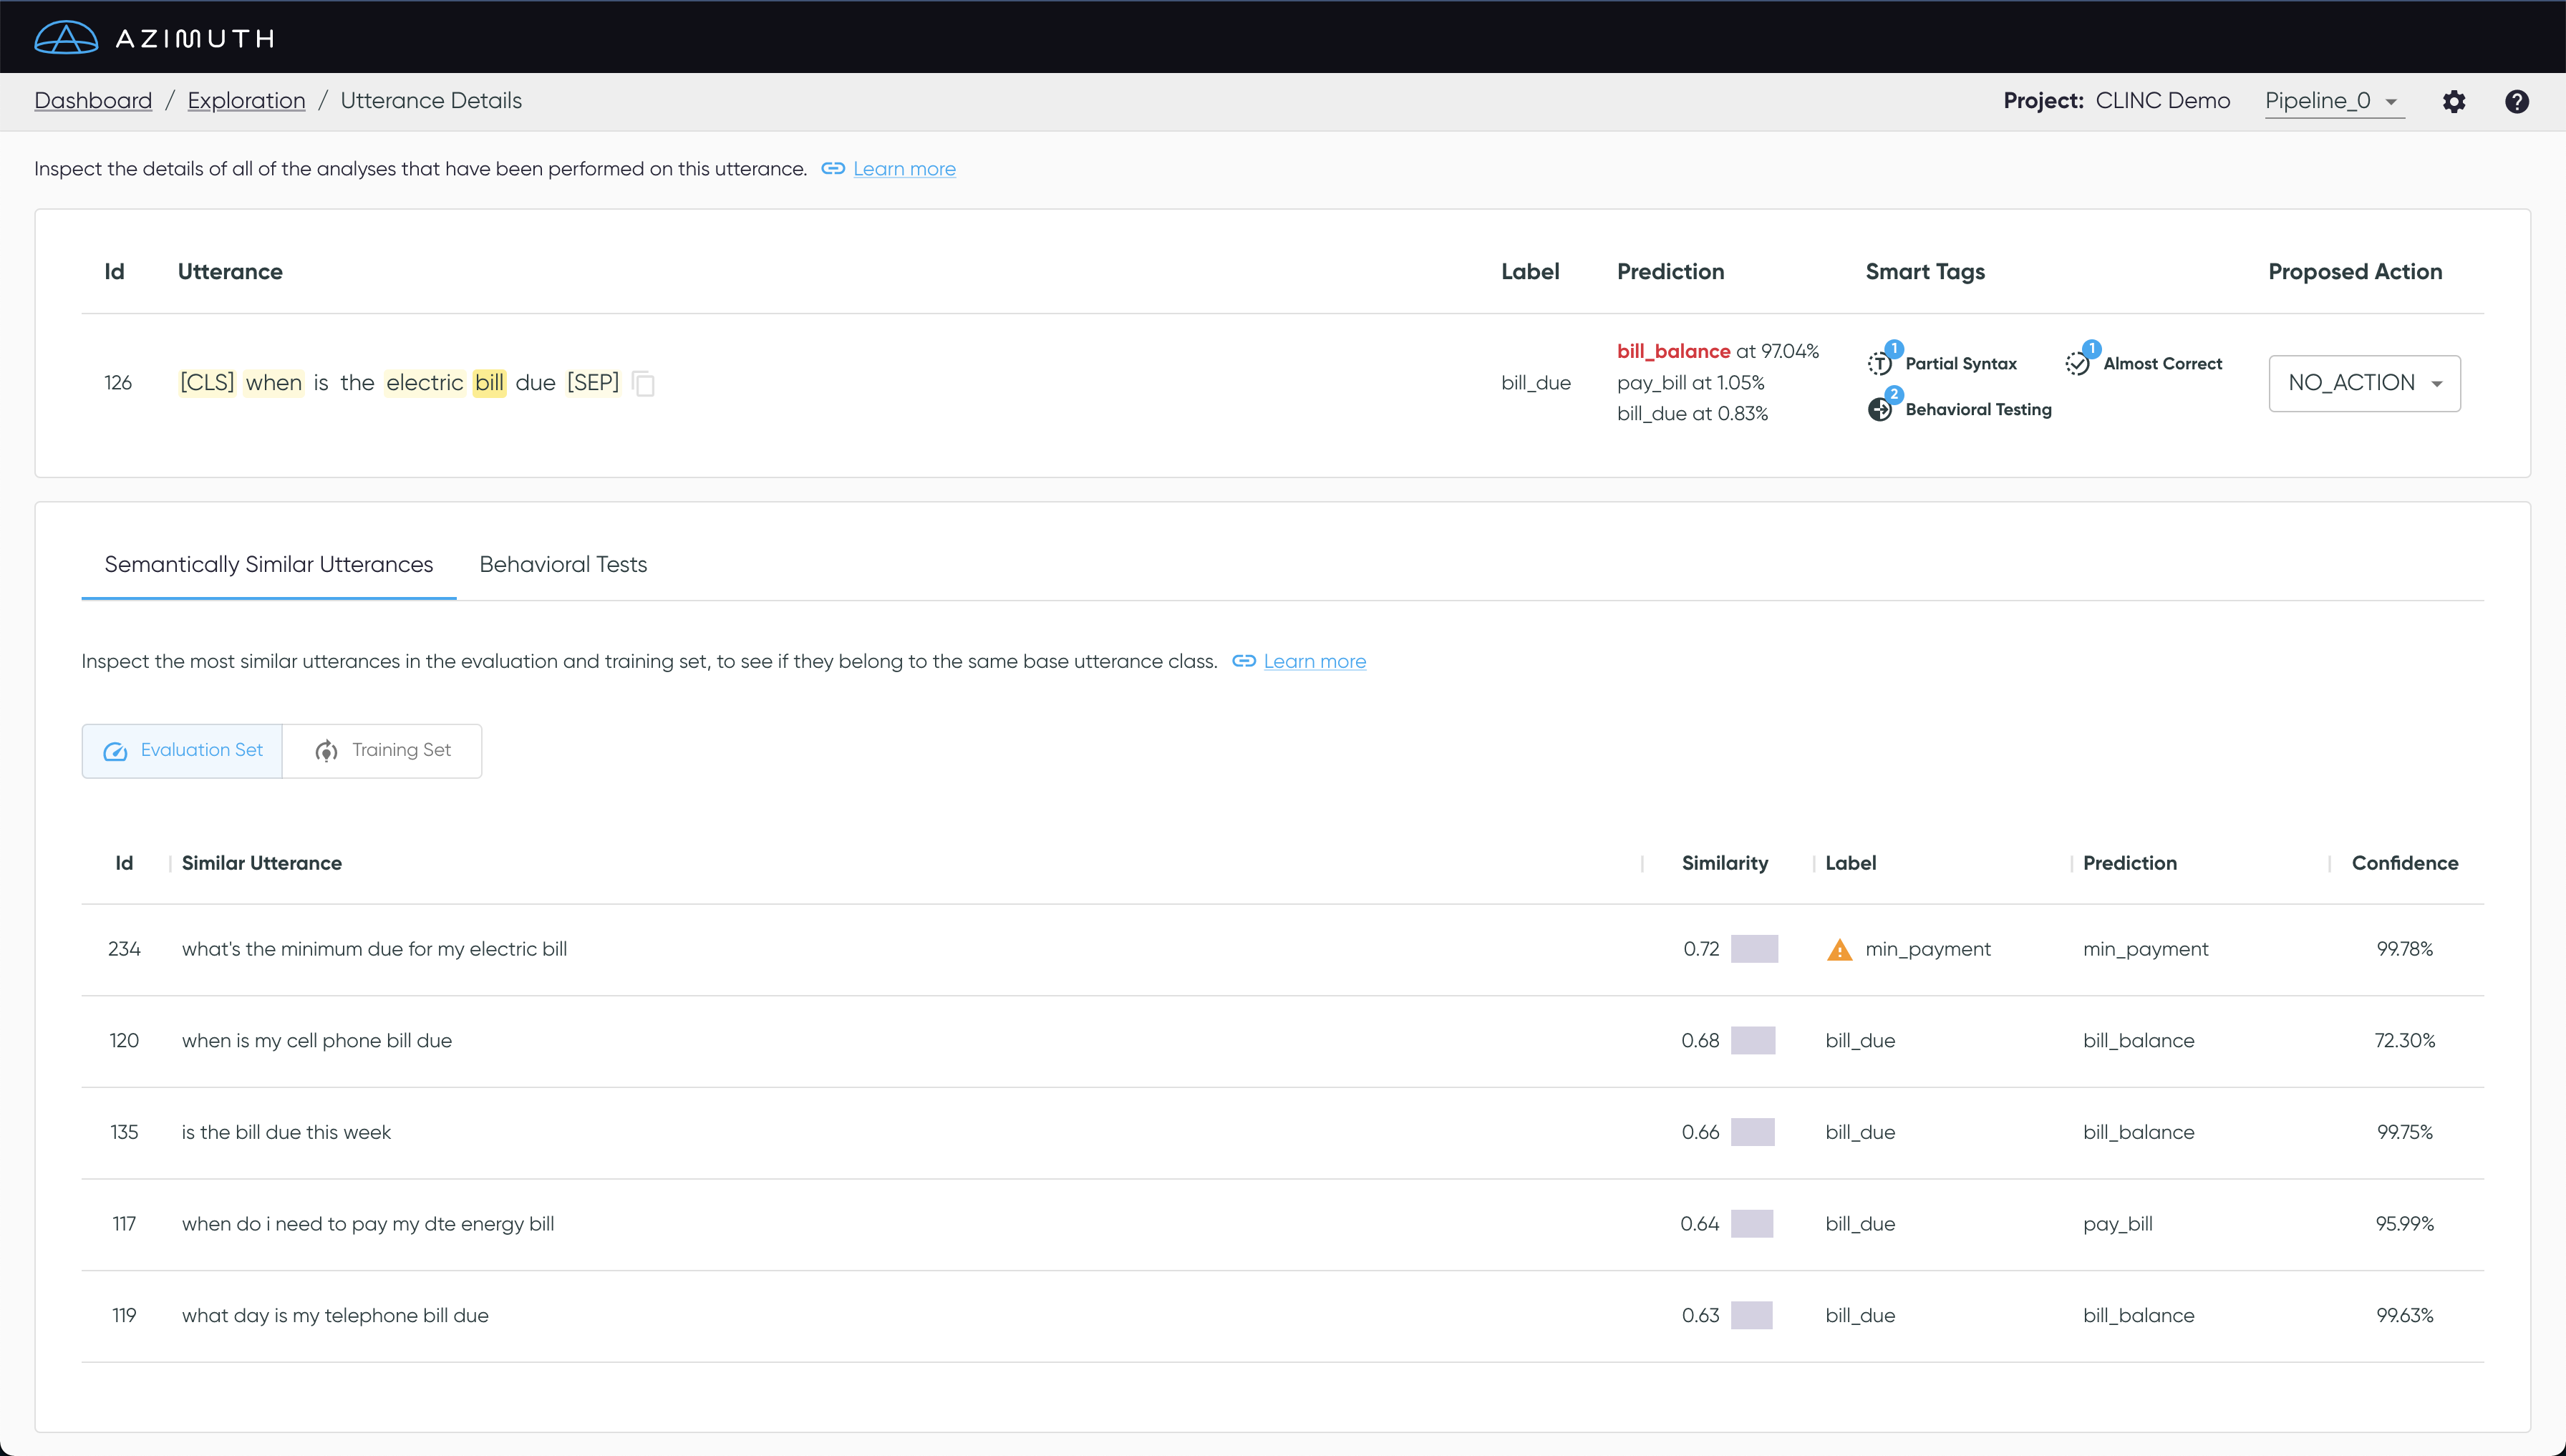 AZIMUTH
Dashboard / Exploration / Utterance Details
Project: CLINC Demo Pipeline_0
Inspect the details of all of the analyses that have been performed on this utterance. Learn more
Id Utterance Label Prediction Smart Tags Proposed Action
126 [CLS] when is the electric bill due [SEP] bill_due
bill_balance at 97.04%
pay_bill at 1.05%
bill_due at 0.83%
1 Partial Syntax 1 Almost Correct
2 Behavioral Testing
NO_ACTION
Semantically Similar Utterances Behavioral Tests
Inspect the most similar utterances in the evaluation and training set, to see if they belong to the same base utterance class. Learn more
Evaluation Set Training Set
Id Similar Utterance Similarity Label Prediction Confidence
234 what's the minimum due for my electric bill 0.72 min_payment min_payment 99.78%
120 when is my cell phone bill due 0.68 bill_due bill_balance 72.30%
135 is the bill due this week 0.66 bill_due bill_balance 99.75%
117 when do i need to pay my dte energy bill 0.64 bill_due pay_bill 95.99%
119 what day is my telephone bill due 0.63 bill_due bill_balance 99.63%